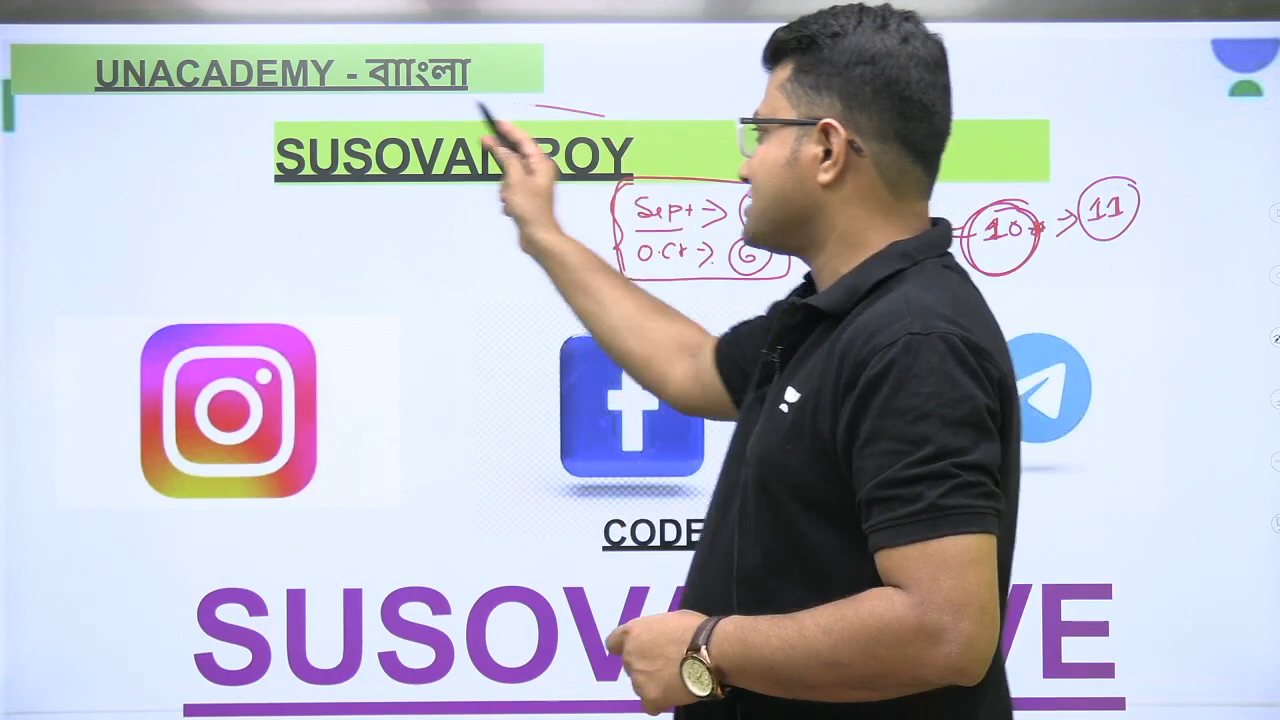 UNACADEMY - বাাংলা
SUSOVAN ROY
Sept →
= 10 → 11
Oct → 6
CODE
SUSOV
VE